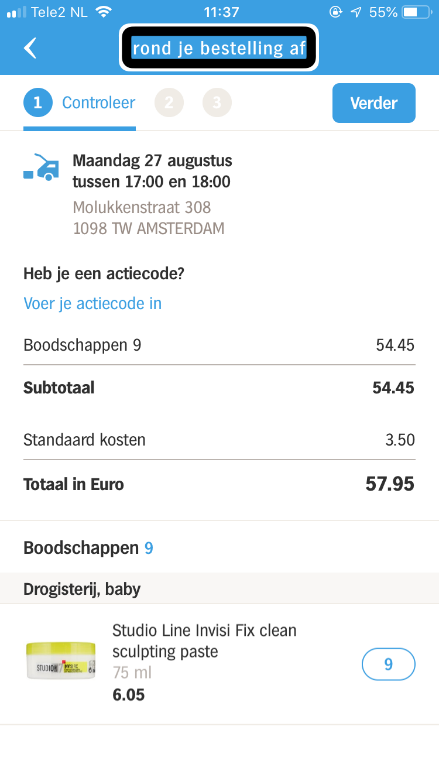 Tele2 NL 11:37 55%
rond je bestelling af
1 Controleer 2 3 Verder
Maandag 27 augustus
tussen 17:00 en 18:00
Molukkenstraat 308
1098 TW AMSTERDAM
Heb je een actiecode?
Voer je actiecode in
Boodschappen 9 54.45
Subtotaal 54.45
Standaard kosten 3.50
Totaal in Euro 57.95
Boodschappen 9
Drogisterij, baby
Studio Line Invisi Fix clean
sculpting paste
75 ml
6.05
9
STUDIO